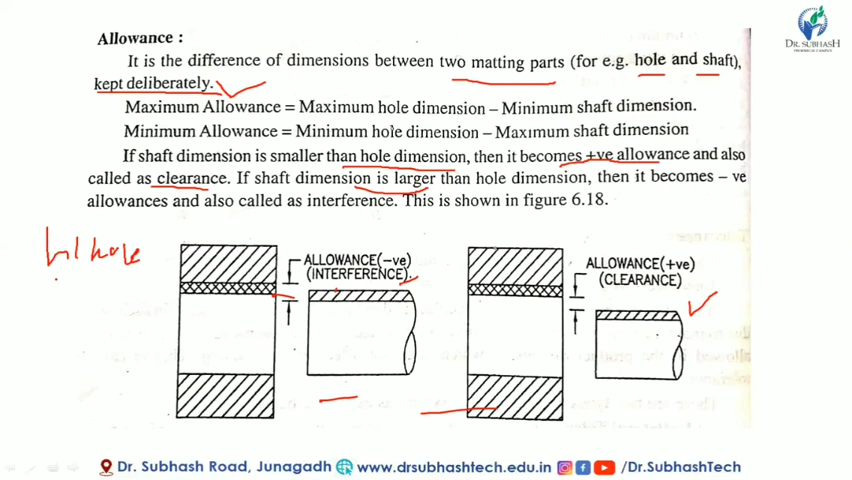 Allowance :
It is the difference of dimensions between two matting parts (for e.g. hole and shaft),
kept deliberately.
Maximum Allowance = Maximum hole dimension – Minimum shaft dimension.
Minimum Allowance = Minimum hole dimension – Maxımum shaft dimension
If shaft dimension is smaller than hole dimension, then it becomes +ve allowance and also
called as clearance. If shaft dimension is larger than hole dimension, then it becomes – ve
allowances and also called as interference. This is shown in figure 6.18.
hole
ALLOWANCE(–ve)
(INTERFERENCE)
ALLOWANCE(+ve)
(CLEARANCE)
DR. SUBHASH
Dr. Subhash Road, Junagadh www.drsubhashtech.edu.in /Dr.SubhashTech